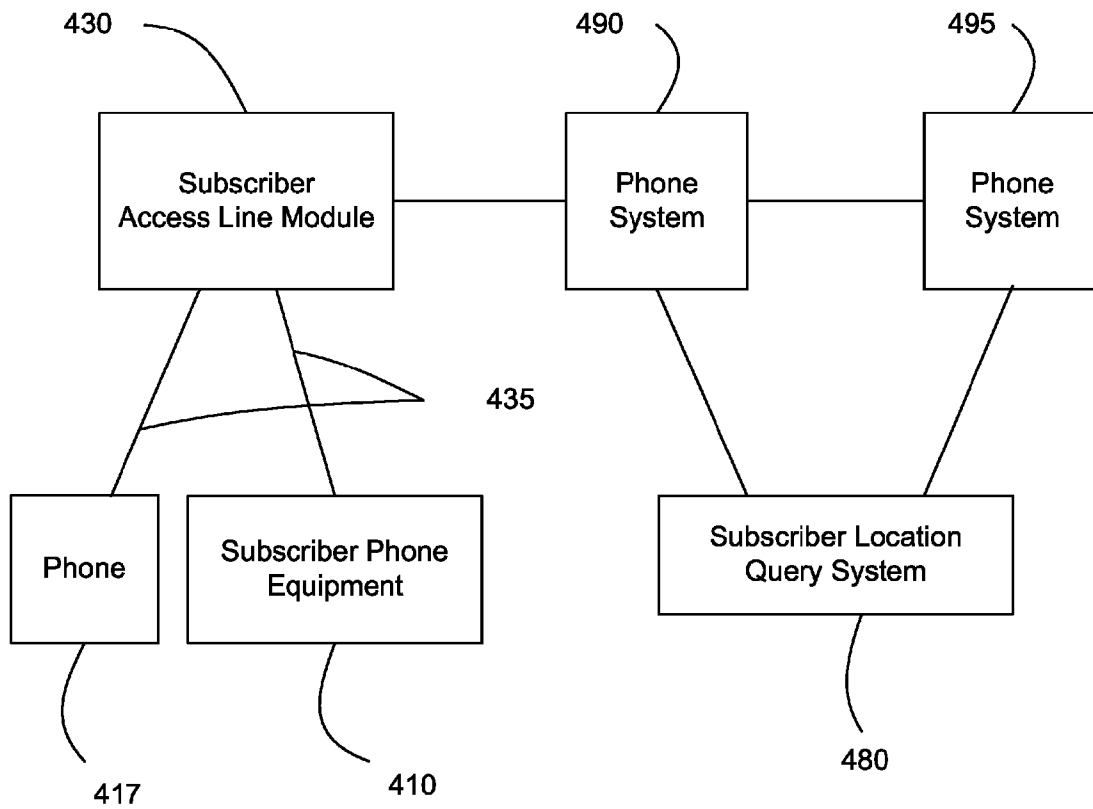 430
490
495
Subscriber
Access Line Module
Phone
System
Phone
System
435
Phone
Subscriber Phone
Equipment
Subscriber Location
Query System
417
410
480